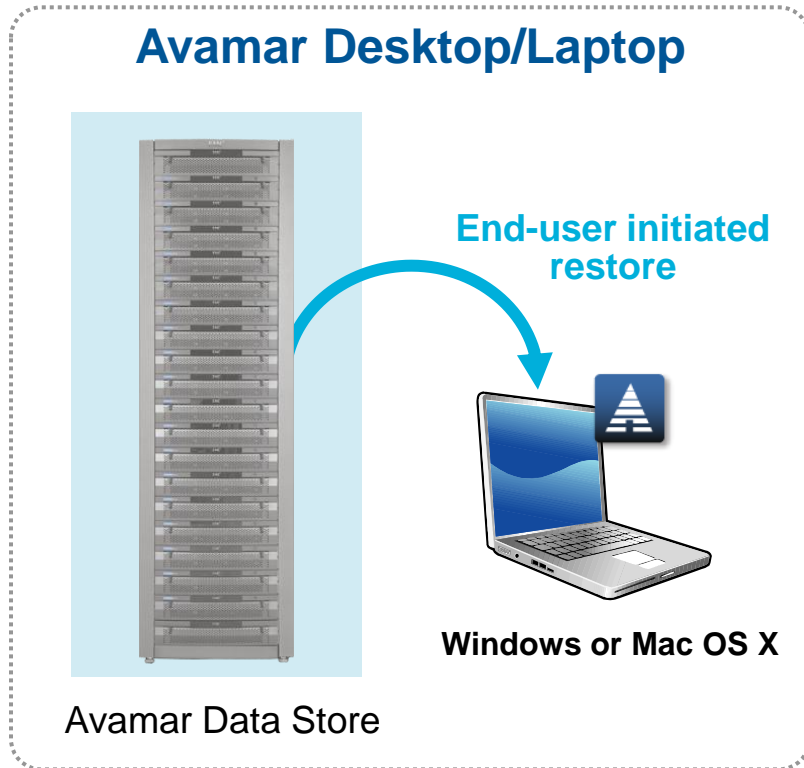 Avamar Desktop/Laptop
End-user initiated
restore
Windows or Mac OS X
Avamar Data Store